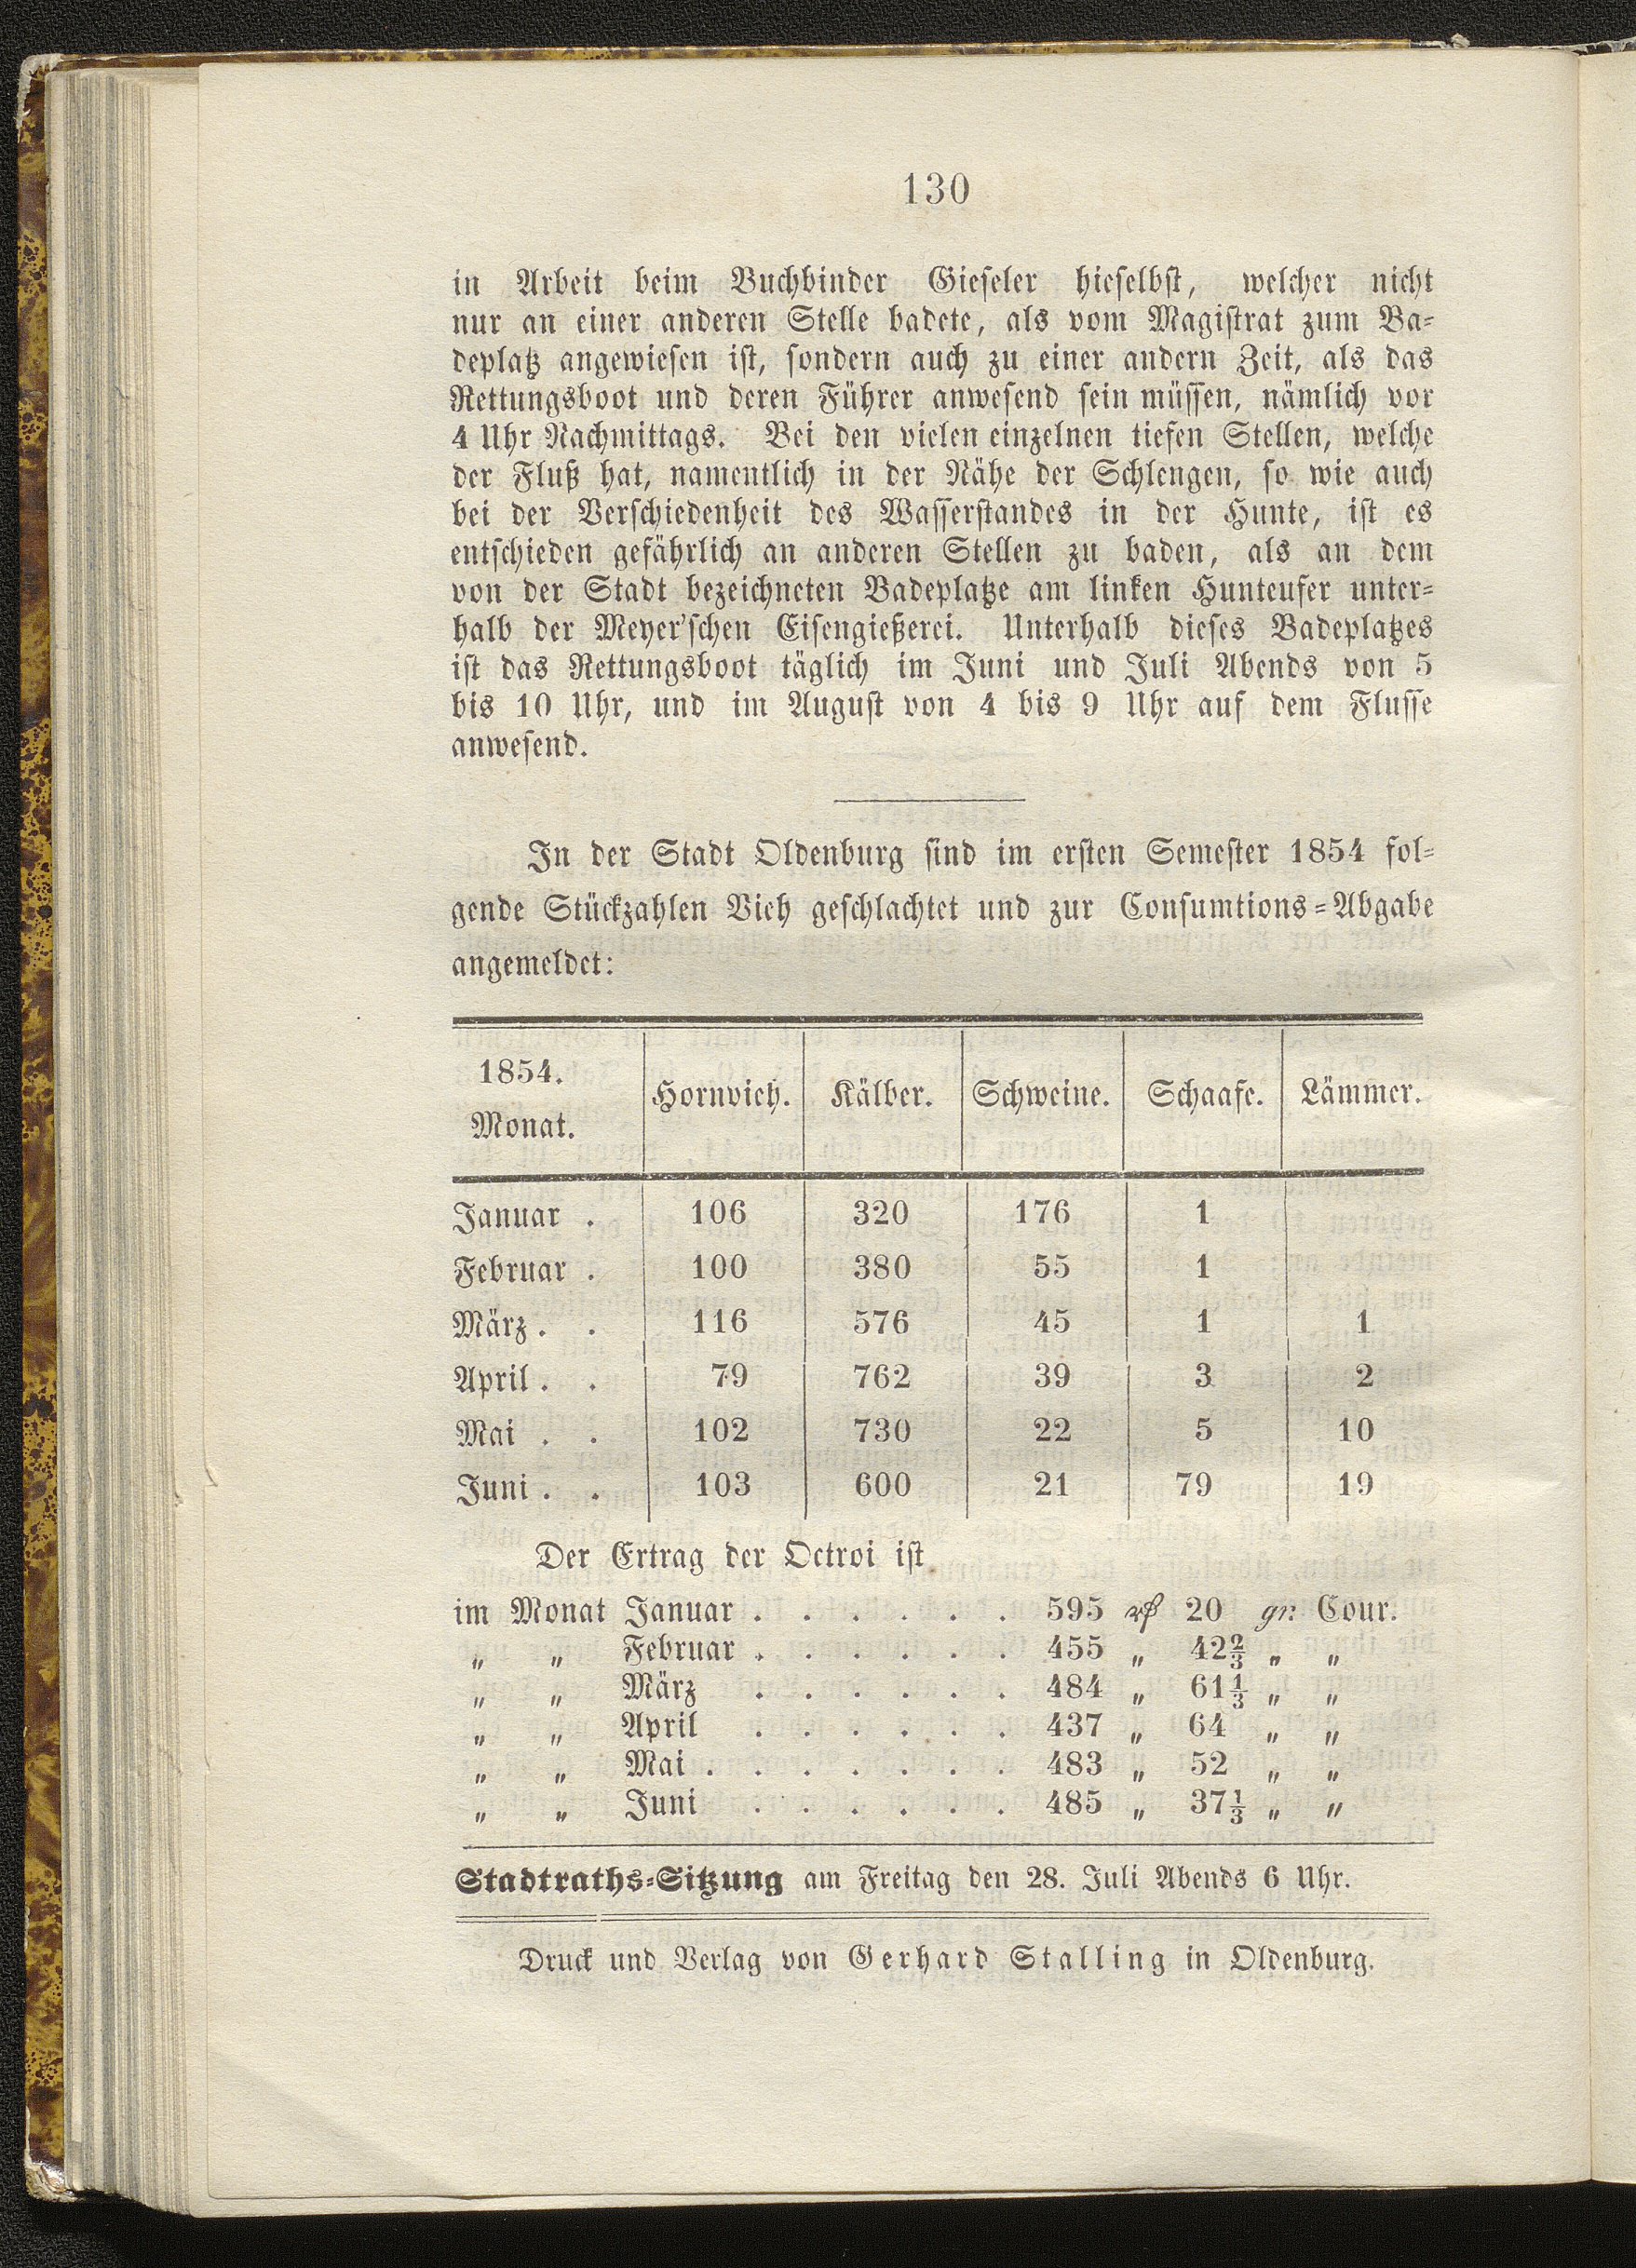 130
in Arbeit beim Buchbinder Gieseler hieselbst, welcher nicht
nur an einer anderen Stelle badete, als vom Magistrat zum Ba-
deplatz angewiesen ist, sondern auch zu einer andern Zeit, als das
Rettungsboot und deren Führer anwesend sein müssen, nämlich vor
4 Uhr Nachmittags. Bei den vielen einzelnen tiefen Stellen, welche
der Fluß hat, namentlich in der Nähe der Schlengen, so wie auch
bei der Verschiedenheit des Wasserstandes in der Hunte, ist es
entschieden gefährlich an anderen Stellen zu baden, als an dem
von der Stadt bezeichneten Badeplatze am linken Hunteufer unter-
halb der Meyer'schen Eisengießerei. Unterhalb dieses Badeplatzes
ist das Rettungsboot täglich im Juni und Juli Abends von 5
bis 10 Uhr, und im August von 4 bis 9 Uhr auf dem Flusse
anwesend.
In der Stadt Oldenburg sind im ersten Semester 1854 fol-
gende Stückzahlen Vieh geschlachtet und zur Consumtions-Abgabe
angemeldet:
1854. Monat. Hornvieh. Kälber. Schweine. Schaafe. Lämmer.
Januar . 106 320 176 1
Februar . 100 380 55 1
März . . 116 576 45 1 1
April . . 79 762 39 3 2
Mai . . 102 730 22 5 10
Juni . . 103 600 21 79 19
Der Ertrag der Octroi ist
im Monat Januar . . . . . . 595 ₰ 20 gr. Cour.
„ „ Februar . . . . . . 455 „ 42⅔ „ „
„ „ März . . . . . . 484 „ 61⅓ „ „
„ „ April . . . . . . 437 „ 64 „ „
„ „ Mai . . . . . . . 483 „ 52 „ „
„ „ Juni . . . . . . 485 „ 37⅓ „ „
Stadtraths-Sitzung am Freitag den 28. Juli Abends 6 Uhr.
Druck und Verlag von Gerhard Stalling in Oldenburg.